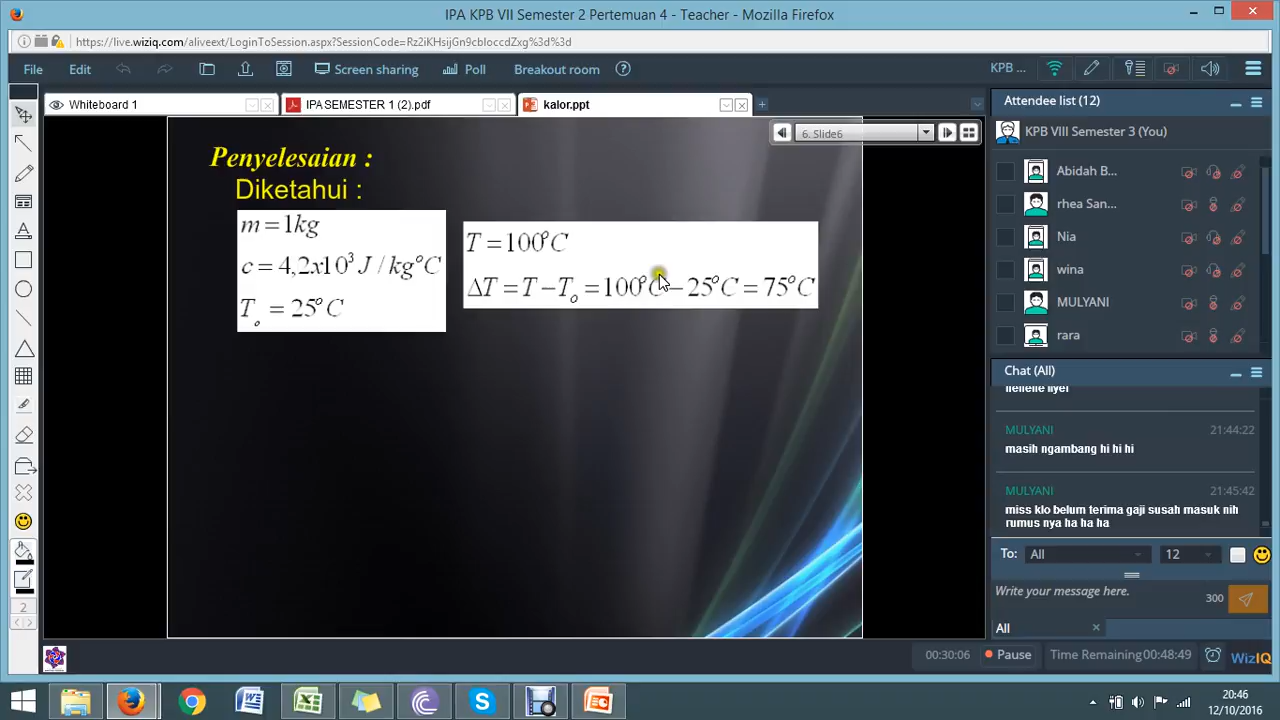 IPA KPB VII Semester 2 Pertemuan 4 - Teacher - Mozilla Firefox
https://live.wiziq.com/aliveext/LoginToSession.aspx?SessionCode=Rz2iKHsijGn9cbloccdZxg%3d%3d
File Edit Screen sharing Poll Breakout room ? KPB ...
Whiteboard 1 IPA SEMESTER 1 (2).pdf kalor.ppt
6. Slide6
Penyelesaian :
Diketahui :
m = 1kg
c = 4,2x10³ J / kg°C
Tₒ = 25°C
T = 100°C
ΔT = T − Tₒ = 100°C − 25°C = 75°C
2
Attendee list (12)
KPB VIII Semester 3 (You)
Abidah B...
rhea San...
Nia
wina
MULYANI
rara
Chat (All)
MULYANI 21:44:22
masih ngambang hi hi hi
MULYANI 21:45:42
miss klo belum terima gaji susah masuk nih
rumus nya ha ha ha
To: All 12
Write your message here. 300
All
00:30:06 Pause Time Remaining 00:48:49 WizIQ
20:46
12/10/2016